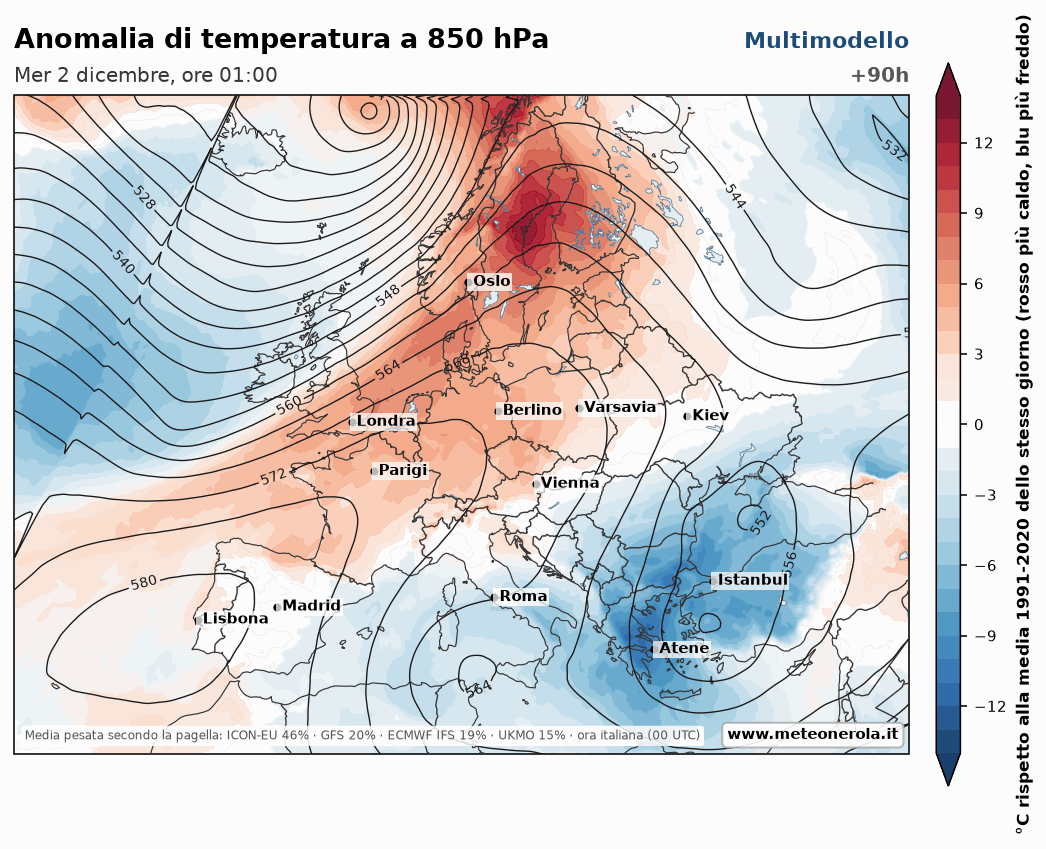 Anomalia di temperatura a 850 hPa
Multimodello
Mer 2 dicembre, ore 01:00
+90h
528
532
544
540
Oslo
548
564
568
560
Londra
Berlino
Varsavia
Kiev
572
Parigi
Vienna
552
556
580
Istanbul
Roma
Madrid
Lisbona
Atene
564
Media pesata secondo la pagella: ICON-EU 46% · GFS 20% · ECMWF IFS 19% · UKMO 15% · ora italiana (00 UTC)
www.meteonerola.it
12
9
6
3
0
−3
−6
−9
−12
°C rispetto alla media 1991-2020 dello stesso giorno (rosso più caldo, blu più freddo)